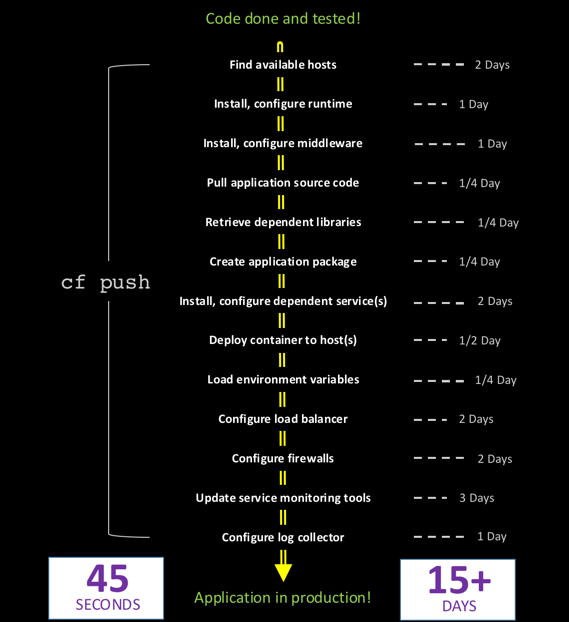 Code done and tested!
Find available hosts 2 Days
Install, configure runtime 1 Day
Install, configure middleware 1 Day
Pull application source code 1/4 Day
Retrieve dependent libraries 1/4 Day
Create application package 1/4 Day
cf push
Install, configure dependent service(s) 2 Days
Deploy container to host(s) 1/2 Day
Load environment variables 1/4 Day
Configure load balancer 2 Days
Configure firewalls 2 Days
Update service monitoring tools 3 Days
Configure log collector 1 Day
45
SECONDS
Application in production!
15+
DAYS